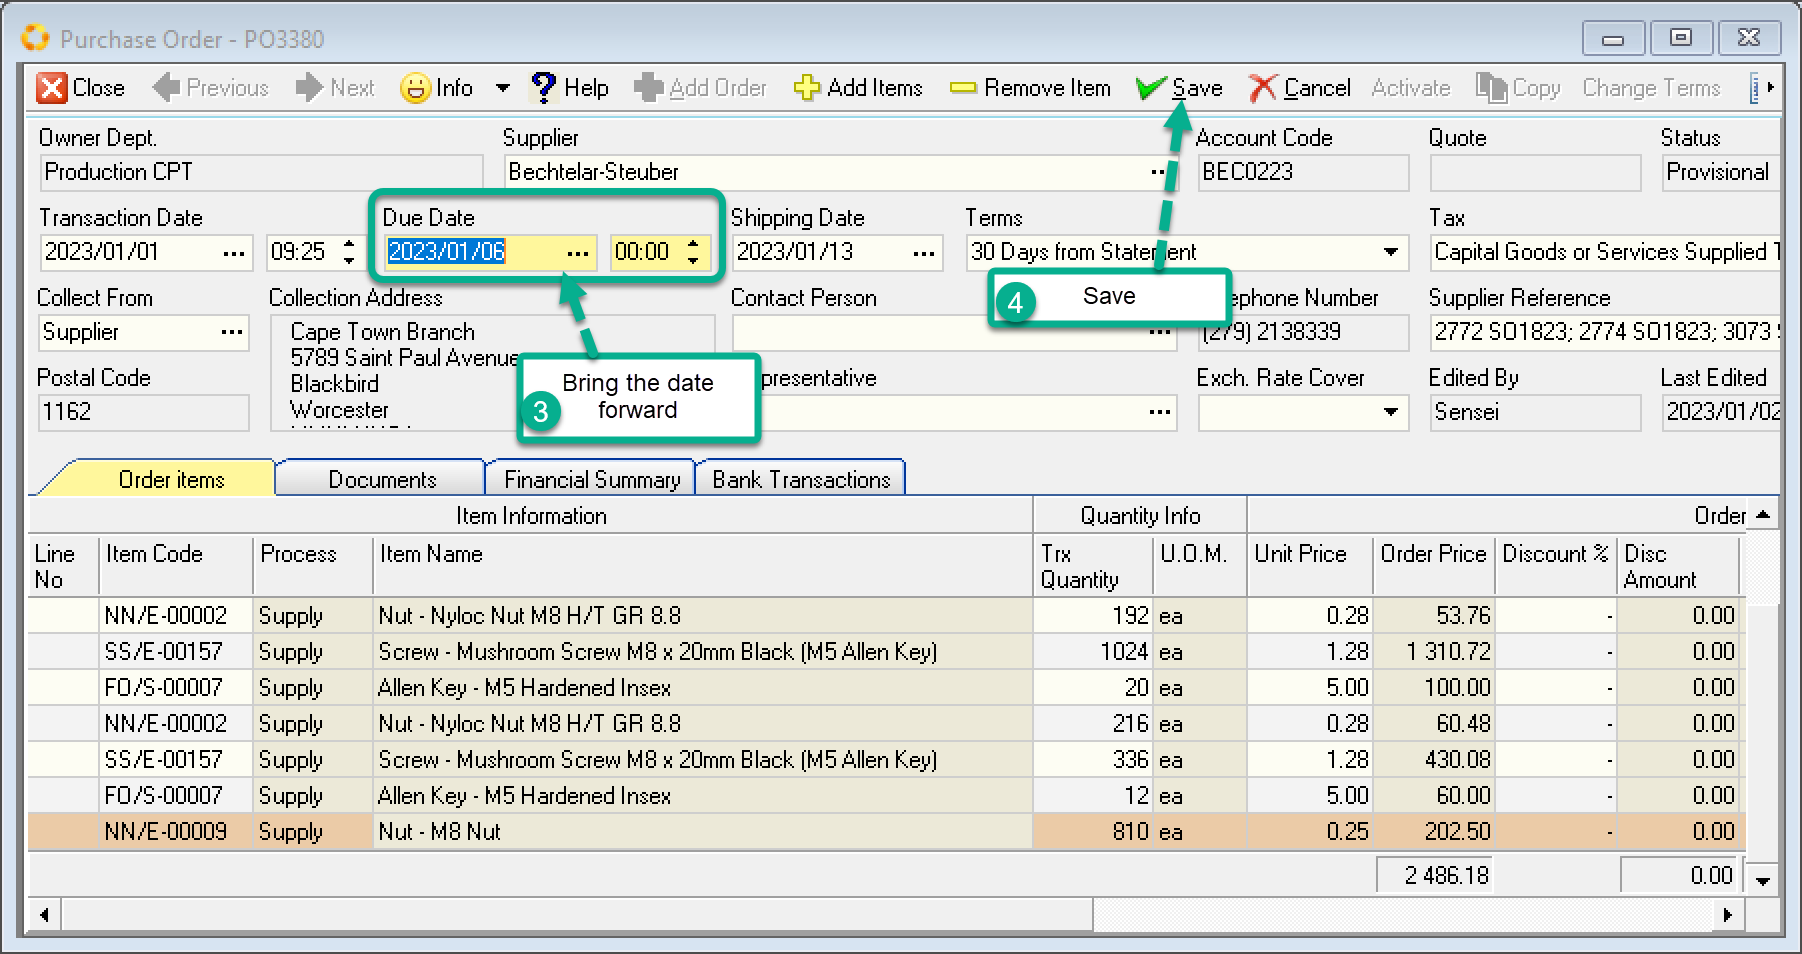 Purchase Order - PO3380
Close Previous Next Info Help Add Order Add Items Remove Item Save Cancel Activate Copy Change Terms
Owner Dept. Supplier Account Code Quote Status
Production CPT Bechtelar-Steuber BEC0223 Provisional
Transaction Date Due Date Shipping Date Terms Tax
2023/01/01 09:25 2023/01/06 00:00 2023/01/13 30 Days from Statement Capital Goods or Services Supplied
4 Save
Collect From Collection Address Contact Person ephone Number Supplier Reference
Supplier Cape Town Branch (279) 2138339 2772 SO1823; 2774 SO1823; 3073
5789 Saint Paul Avenue
3 Bring the date
forward
Postal Code Blackbird presentative Exch. Rate Cover Edited By Last Edited
1162 Worcester Sensei 2023/01/02
Order items Documents Financial Summary Bank Transactions
Item Information Quantity Info Order
Line No Item Code Process Item Name Trx Quantity U.O.M. Unit Price Order Price Discount % Disc Amount
NN/E-00002 Supply Nut - Nyloc Nut M8 H/T GR 8.8 192 ea 0.28 53.76 - 0.00
SS/E-00157 Supply Screw - Mushroom Screw M8 x 20mm Black (M5 Allen Key) 1024 ea 1.28 1 310.72 - 0.00
FO/S-00007 Supply Allen Key - M5 Hardened Insex 20 ea 5.00 100.00 - 0.00
NN/E-00002 Supply Nut - Nyloc Nut M8 H/T GR 8.8 216 ea 0.28 60.48 - 0.00
SS/E-00157 Supply Screw - Mushroom Screw M8 x 20mm Black (M5 Allen Key) 336 ea 1.28 430.08 - 0.00
FO/S-00007 Supply Allen Key - M5 Hardened Insex 12 ea 5.00 60.00 - 0.00
NN/E-00009 Supply Nut - M8 Nut 810 ea 0.25 202.50 - 0.00
2 486.18 0.00